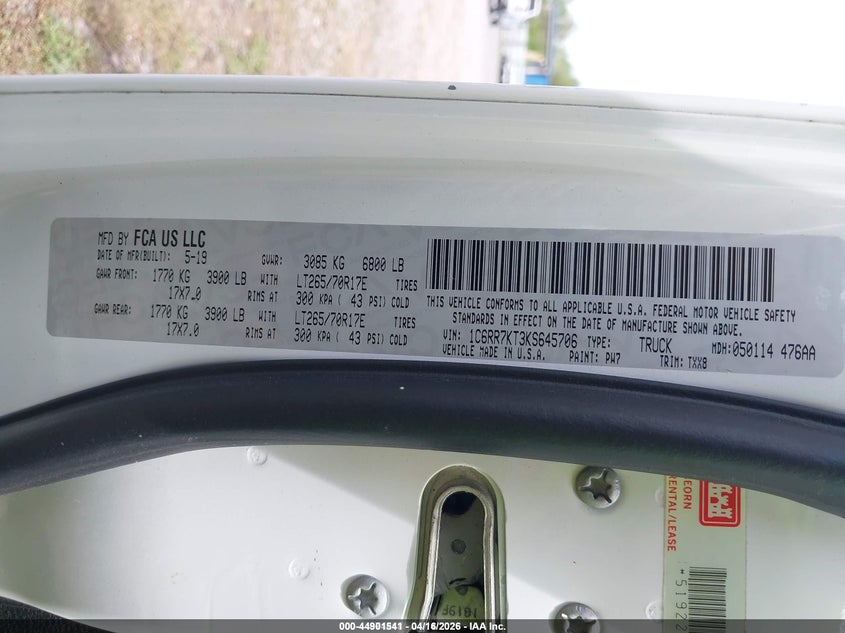 MFD BY FCA US LLC
DATE OF MFR(BUILT): 5-19 GVWR: 3085 KG 6800 LB
GAWR FRONT: 1770 KG 3900 LB WITH LT265/70R17E TIRES
17X7.0 RIMS AT 300 KPA ( 43 PSI) COLD
GAWR REAR: 1770 KG 3900 LB WITH LT265/70R17E TIRES
17X7.0 RIMS AT 300 KPA ( 43 PSI) COLD
THIS VEHICLE CONFORMS TO ALL APPLICABLE U.S.A. FEDERAL MOTOR VEHICLE SAFETY
STANDARDS IN EFFECT ON THE DATE OF MANUFACTURE SHOWN ABOVE.
VIN: 1C6RR7KT3KS645706 TYPE: TRUCK MDH:050114 476AA
VEHICLE MADE IN U.S.A. PAINT: PW7 TRIM: TXX8
RENTAL/LEASE
000-44901541 - 04/16/2026 - IAA Inc.